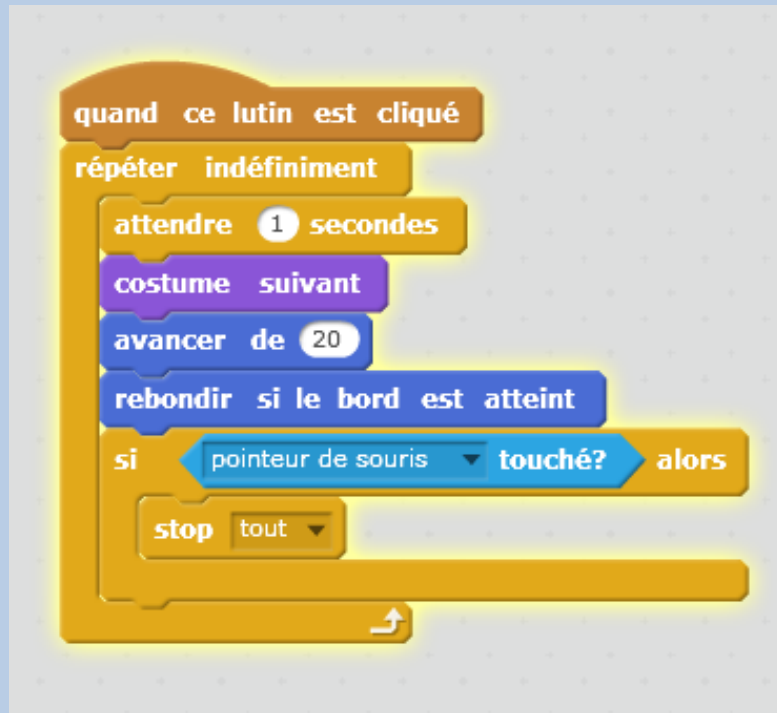 quand ce lutin est cliqué
répéter indéfiniment
attendre 1 secondes
costume suivant
avancer de 20
rebondir si le bord est atteint
si pointeur de souris touché? alors
stop tout